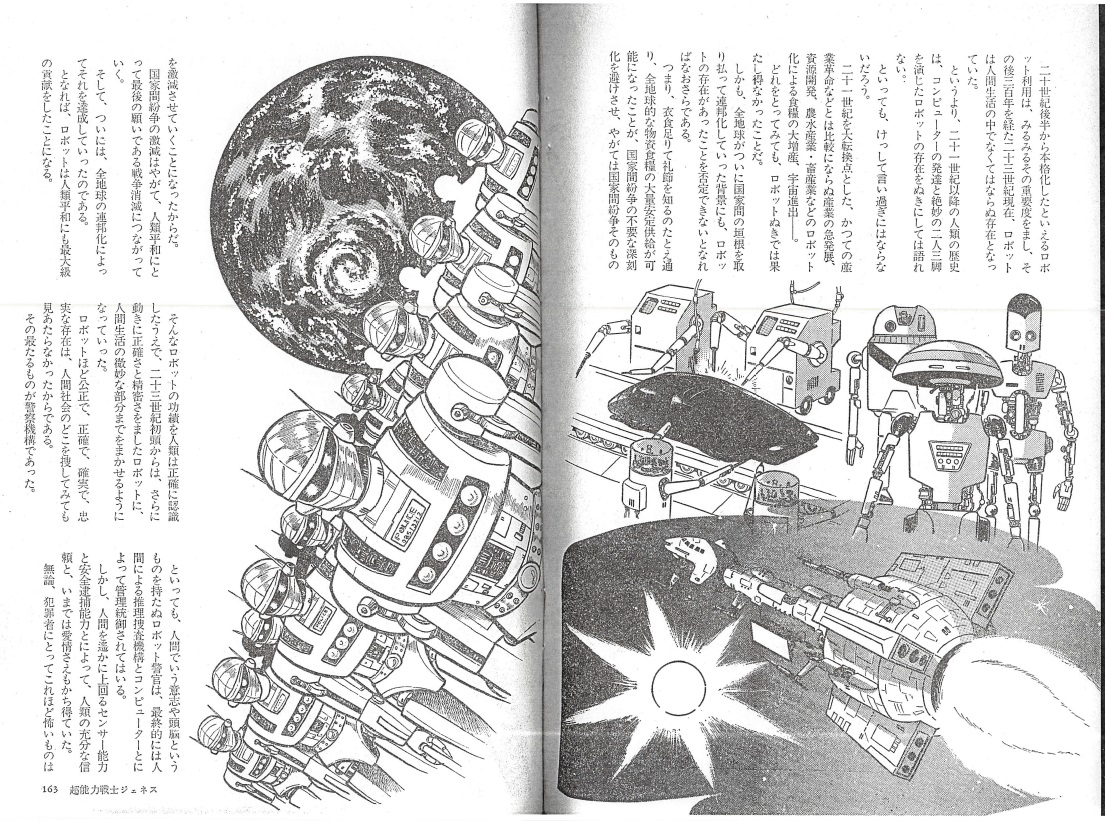 二十世紀後半から本格化したといえるロボ
ット利用は、みるみるその重要度をまし、そ
の後三百年を経た二十三世紀現在、ロボット
は人間生活の中でなくてはならぬ存在となっ
ていた。
というより、二十一世紀以降の人類の歴史
は、コンピューターの発達と絶妙の二人三脚
を演じたロボットの存在をぬきにしては語れ
ない。
といっても、けっして言い過ぎにはならな
いだろう。
二十一世紀を大転換点とした、かつての産
業革命などとは比較にならぬ産業の急発展、
資源開発、農水産業・畜産業などのロボット
化による食糧の大増産、宇宙進出――。
どれをとってみても、ロボットぬきでは果
たし得なかったことだ。
しかも、全地球がついに国家間の垣根を取
り払って連邦化していった背景にも、ロボッ
トの存在があったことを否定できないとなれ
ばなおさらである。
つまり、衣食足りて礼節を知るのたとえ通
り、全地球的な物資食糧の大量安定供給が可
能になったことが、国家間紛争の不要な深刻
化を避けさせ、やがては国家間紛争そのもの
を激減させていくことになったからだ。
国家間紛争の激減はやがて、人類平和にと
って最後の願いである戦争消滅につながって
いく。
そして、ついには、全地球の連邦化によっ
てそれを達成していったのである。
となれば、ロボットは人類平和にも最大級
の貢献をしたことになる。
そんなロボットの功績を人類は正確に認識
したうえで、二十三世紀初頭からは、さらに
動きに正確さと精密さをましたロボットに、
人間生活の微妙な部分までをまかせるように
なっていった。
ロボットほど公正で、正確で、確実で、忠
実な存在は、人間社会のどこを捜してみても
見あたらなかったからである。
その最たるものが警察機構であった。
といっても、人間でいう意志や頭脳という
ものを持たぬロボット警官は、最終的には人
間による推理捜査機構とコンピューターとに
よって管理統御されてはいる。
しかし、人間を遙かに上回るセンサー能力
と安全逮捕能力とによって、人類の充分な信
頼と、いまでは愛情さえもかち得ていた。
無論、犯罪者にとってこれほど怖いものは
POLICE
163 超能力戦士ジェネス